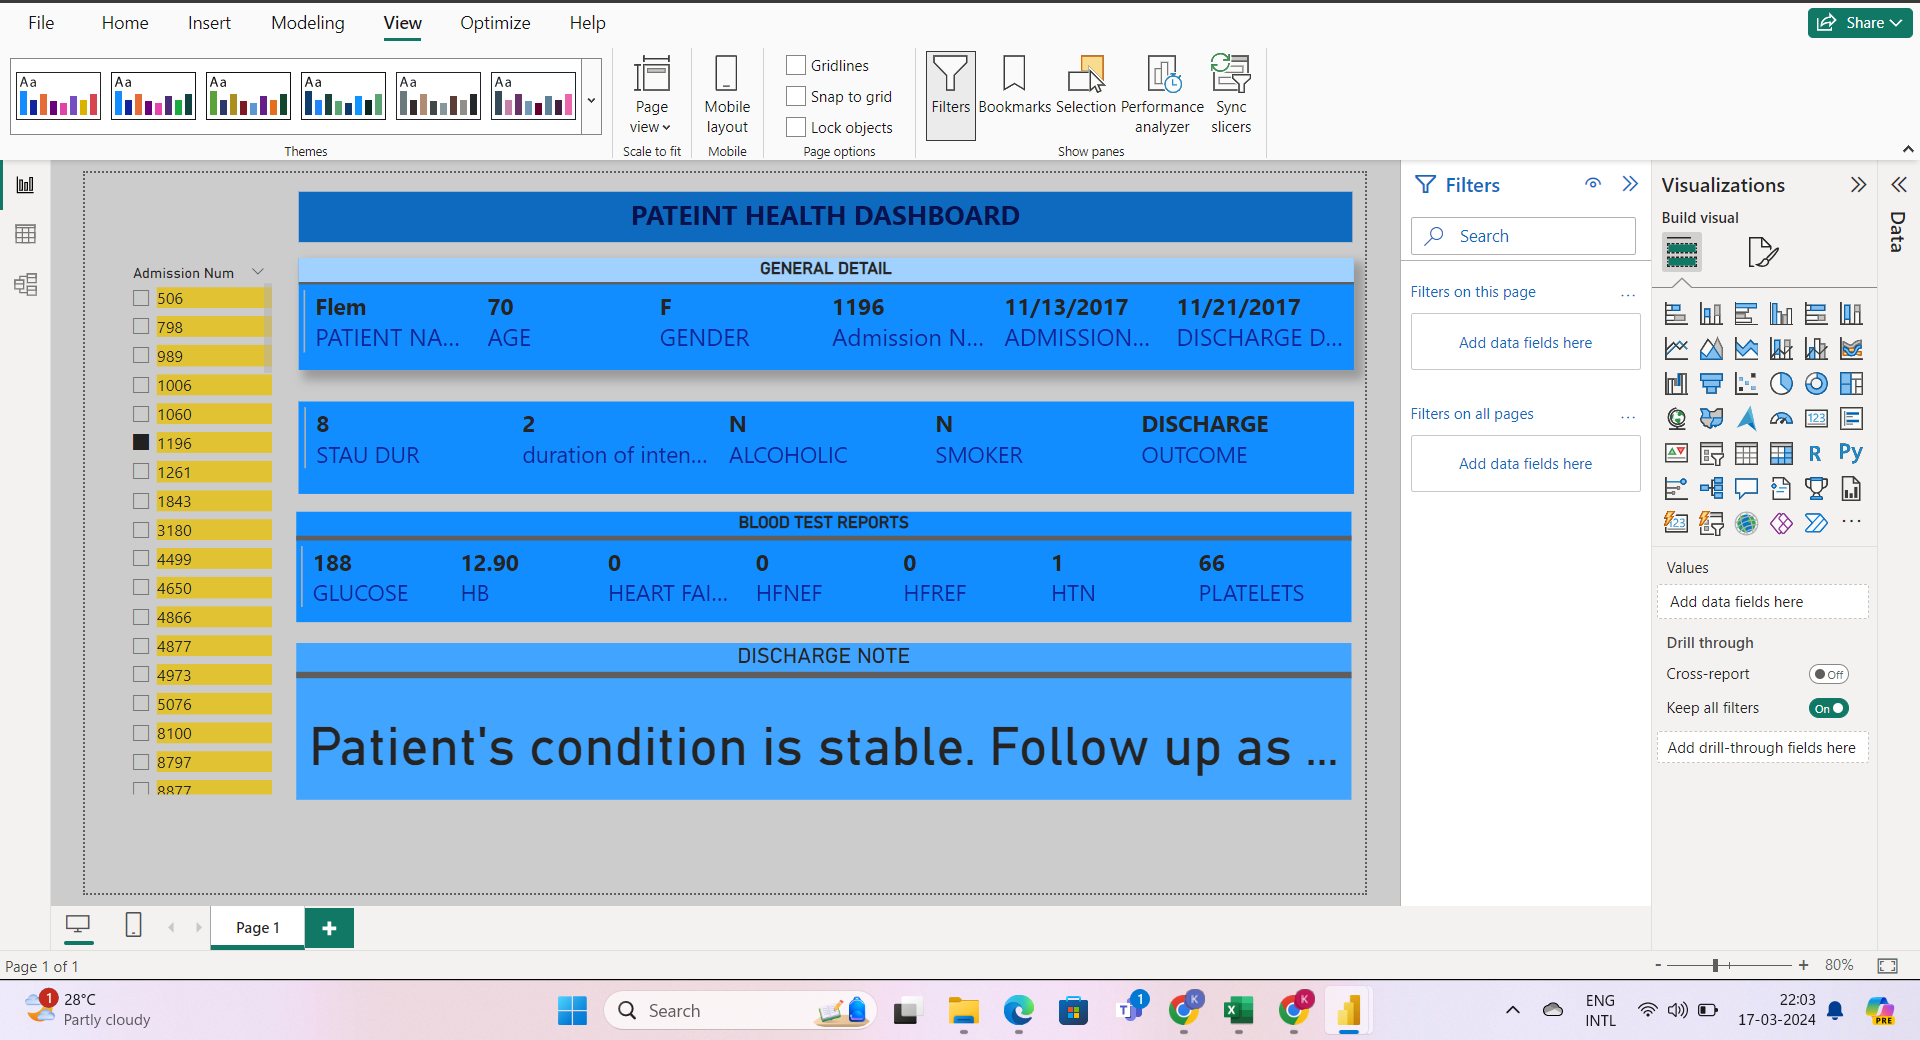 File Home Insert Modeling View Optimize Help
Share
Aa Aa Aa Aa Aa Aa
Themes
Page view
Scale to fit
Mobile layout
Mobile
Gridlines
Snap to grid
Lock objects
Page options
Filters Bookmarks Selection Performance analyzer Sync slicers
Show panes
PATEINT HEALTH DASHBOARD
Admission Num
506
798
989
1006
1060
1196
1261
1843
3180
4499
4650
4866
4877
4973
5076
8100
8797
8877
GENERAL DETAIL
Flem 70 F 1196 11/13/2017 11/21/2017
PATIENT NA... AGE GENDER Admission N... ADMISSION... DISCHARGE D...
8 2 N N DISCHARGE
STAU DUR duration of inten... ALCOHOLIC SMOKER OUTCOME
BLOOD TEST REPORTS
188 12.90 0 0 0 1 66
GLUCOSE HB HEART FAI... HFNEF HFREF HTN PLATELETS
DISCHARGE NOTE
Patient's condition is stable. Follow up as ...
Filters
Search
Filters on this page ...
Add data fields here
Filters on all pages ...
Add data fields here
Visualizations
Build visual
123
R Py
123
...
Values
Add data fields here
Drill through
Cross-report Off
Keep all filters On
Add drill-through fields here
Data
Page 1
+
Page 1 of 1
- + 80%
1
28°C
Partly cloudy
Search
T 1 K X K
ENG
INTL
22:03
17-03-2024
PRE